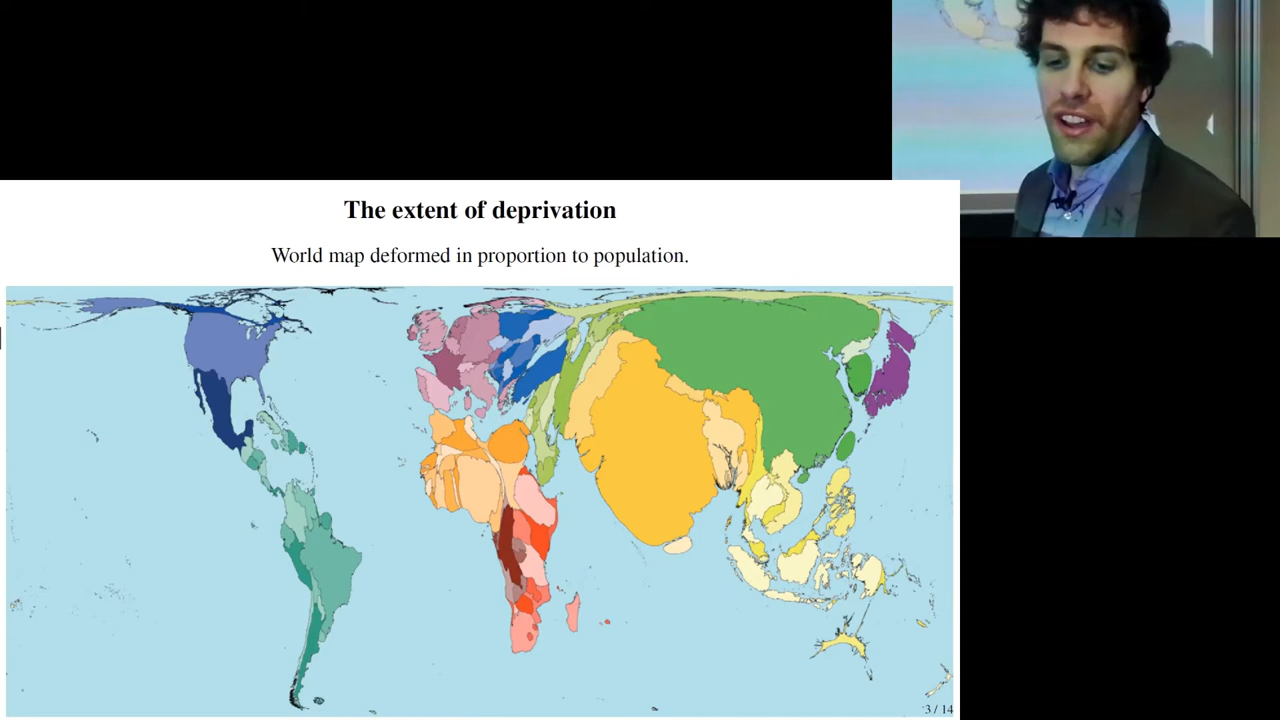 The extent of deprivation
World map deformed in proportion to population.
3 / 14